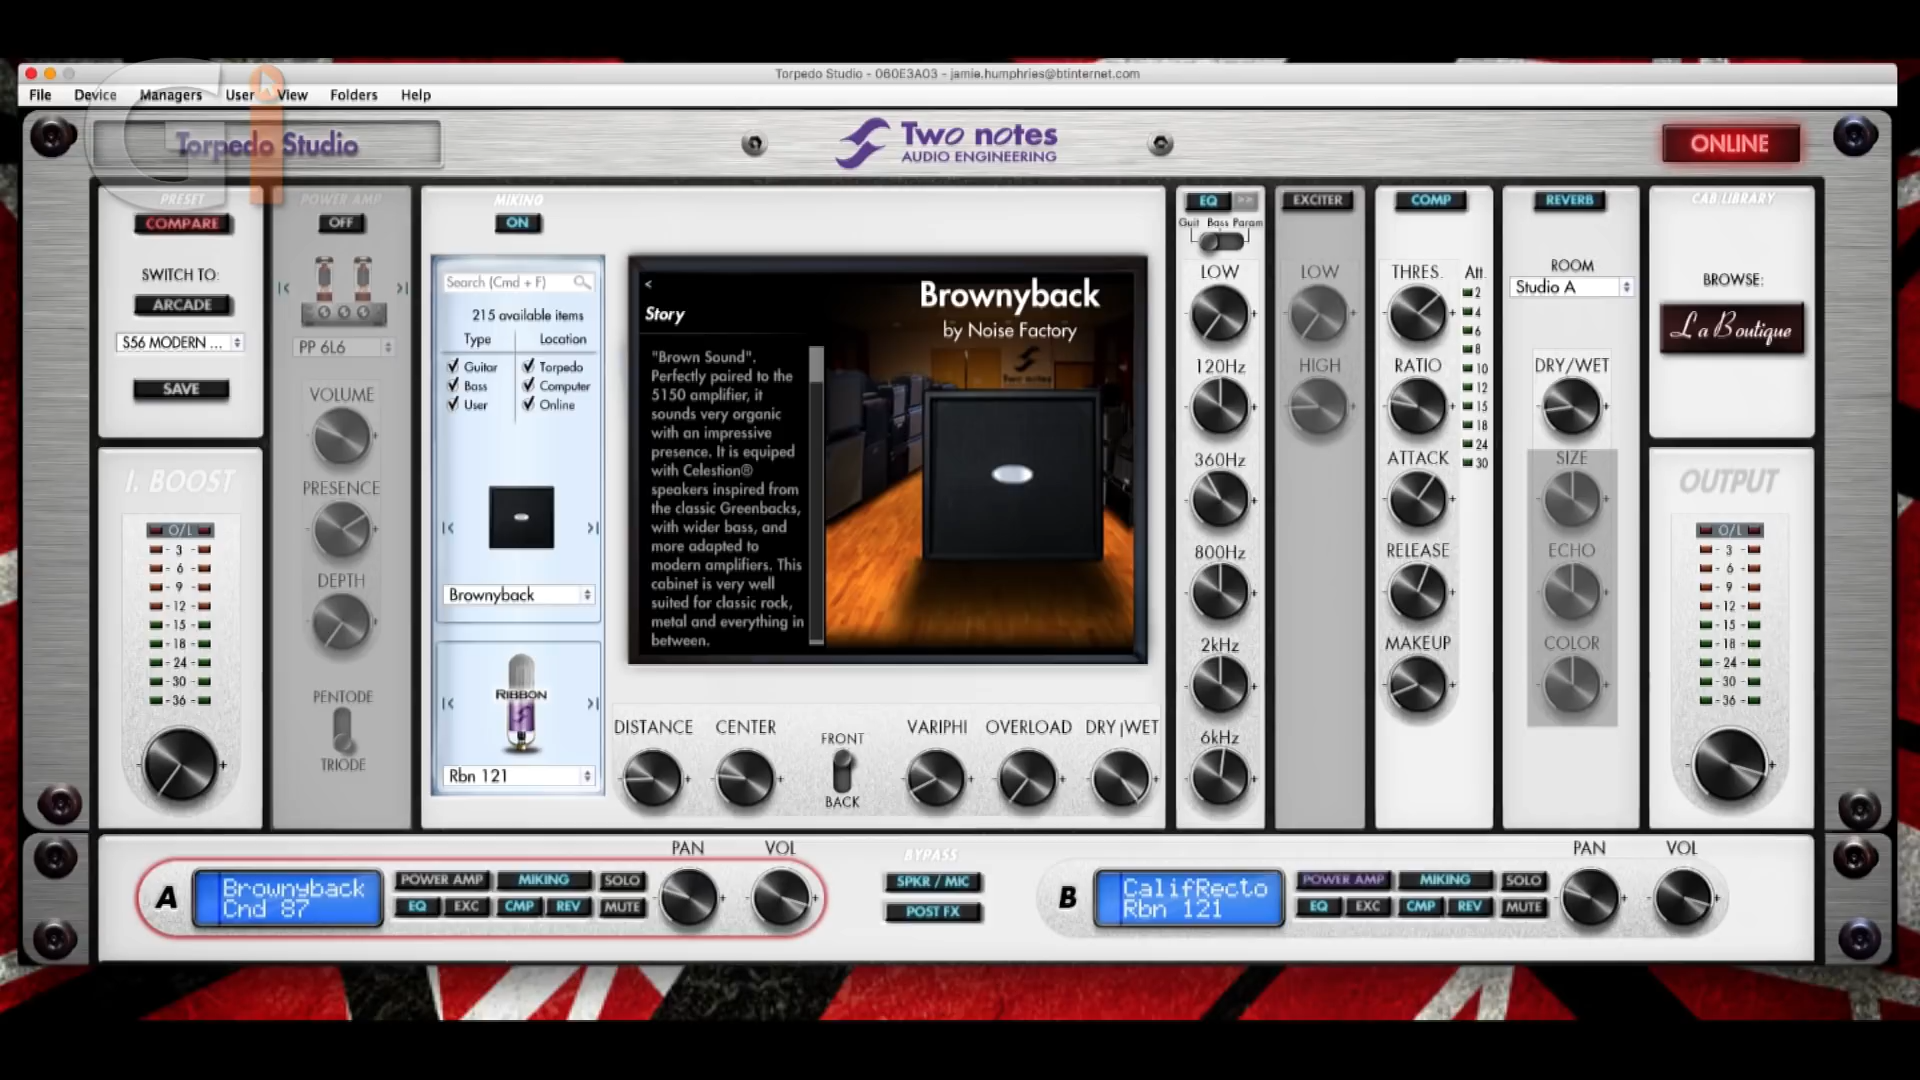 Torpedo Studio - 060E3A03 - jamie.humphries@btinternet.com
File Device Managers User View Folders Help
Gi
Torpedo Studio
Two notes
AUDIO ENGINEERING
ONLINE
PRESET
COMPARE
SWITCH TO:
ARCADE
S56 MODERN ...
SAVE
I. BOOST
O/L
- 3 -
- 6 -
- 9 -
- 12 -
- 15 -
- 18 -
- 24 -
- 30 -
- 36 -
- +
POWER AMP
OFF
PP 6L6
VOLUME
PRESENCE
DEPTH
PENTODE
TRIODE
MIKING
ON
Search (Cmd + F)
215 available items
Type Location
Guitar Torpedo
Bass Computer
User Online
Brownyback
RIBBON
Rbn 121
<
Story
"Brown Sound".
Perfectly paired to the
5150 amplifier, it
sounds very organic
with an impressive
presence. It is equiped
with Celestion®
speakers inspired from
the classic Greenbacks,
with wider bass, and
more adapted to
modern amplifiers. This
cabinet is very well
suited for classic rock,
metal and everything in
between.
Brownyback
by Noise Factory
Two notes
DISTANCE CENTER
FRONT
BACK
VARIPHI OVERLOAD DRY|WET
EQ >>
Guit Bass Param
LOW
120Hz
360Hz
800Hz
2kHz
6kHz
EXCITER
LOW
HIGH
COMP
THRES. Att.
RATIO
ATTACK
RELEASE
MAKEUP
2
4
6
8
10
12
15
18
24
30
REVERB
ROOM
Studio A
DRY/WET
SIZE
ECHO
COLOR
CAB LIBRARY
BROWSE:
La Boutique
OUTPUT
O/L
- 3 -
- 6 -
- 9 -
- 12 -
- 15 -
- 18 -
- 24 -
- 30 -
- 36 -
- +
A
Brownyback
Cnd 87
POWER AMP MIKING SOLO
EQ EXC CMP REV MUTE
PAN VOL
BYPASS
SPKR / MIC
POST FX
B
CalifRecto
Rbn 121
POWER AMP MIKING SOLO
EQ EXC CMP REV MUTE
PAN VOL